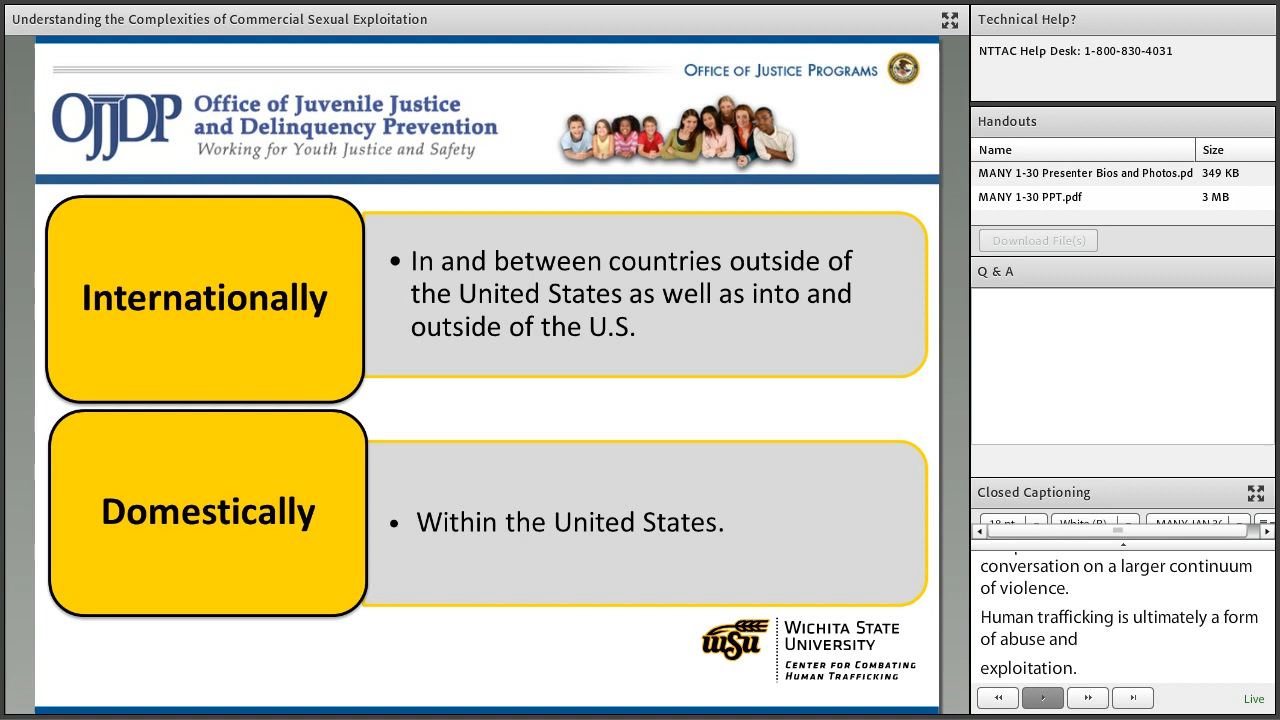 Understanding the Complexities of Commercial Sexual Exploitation
OFFICE OF JUSTICE PROGRAMS
OJJDP
Office of Juvenile Justice
and Delinquency Prevention
Working for Youth Justice and Safety
Internationally
• In and between countries outside of
the United States as well as into and
outside of the U.S.
Domestically
• Within the United States.
wsu
WICHITA STATE
UNIVERSITY
CENTER FOR COMBATING
HUMAN TRAFFICKING
Technical Help?
NTTAC Help Desk: 1-800-830-4031
Handouts
Name Size
MANY 1-30 Presenter Bios and Photos.pd 349 KB
MANY 1-30 PPT.pdf 3 MB
Download File(s)
Q & A
Closed Captioning
18 pt White (B) MANY JAN
conversation on a larger continuum
of violence.
Human trafficking is ultimately a form
of abuse and
exploitation.
Live